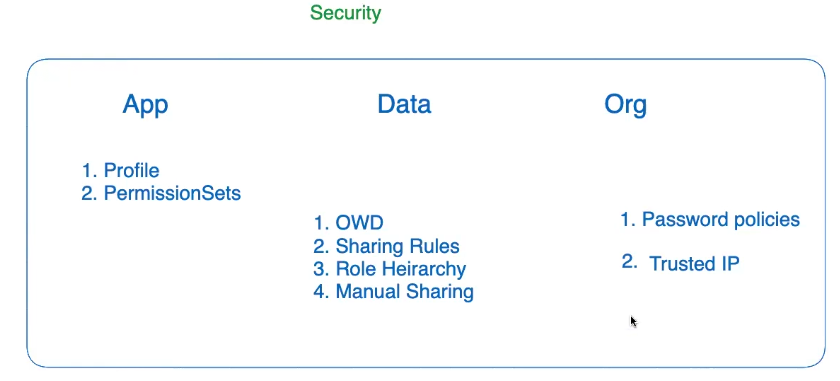 Security
App
Data
Org
1. Profile
2. PermissionSets
1. OWD
2. Sharing Rules
3. Role Heirarchy
4. Manual Sharing
1. Password policies
2. Trusted IP